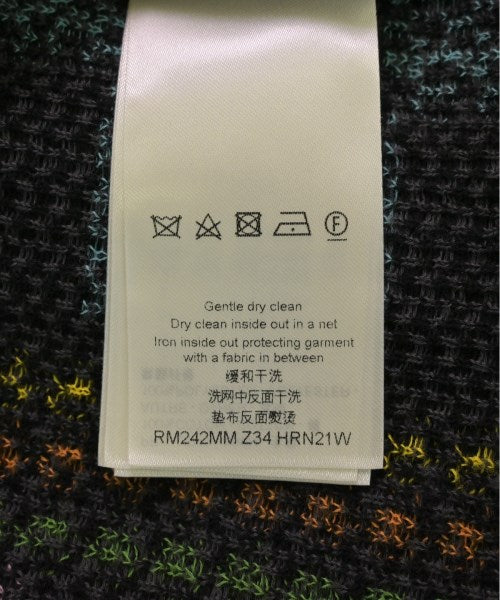 F
Gentle dry clean
Dry clean inside out in a net
Iron inside out protecting garment
with a fabric in between
缓和干洗
洗网中反面干洗
垫布反面熨烫
RM242MM Z34 HRN21W